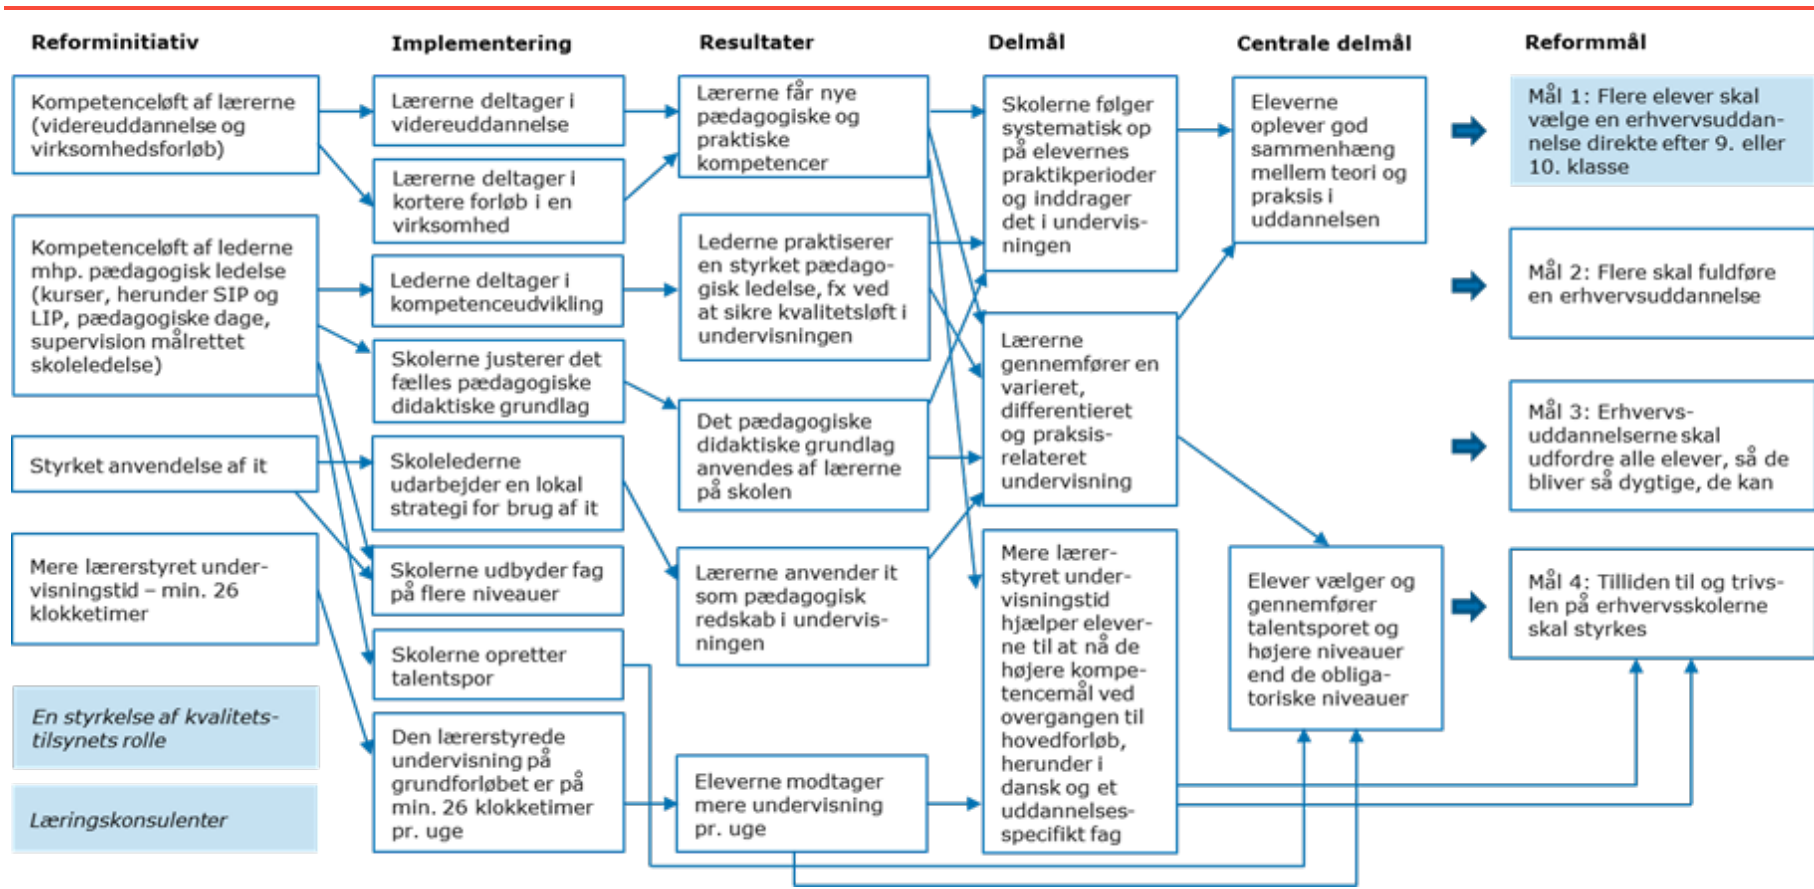 Reforminitiativ
Implementering
Resultater
Delmål
Centrale delmål
Reformmål
Kompetenceløft af lærerne
(videreuddannelse og
virksomhedsforløb)
Kompetenceløft af lederne
mhp. pædagogisk ledelse
(kurser, herunder SIP og
LIP, pædagogiske dage,
supervision målrettet
skoleledelse)
Styrket anvendelse af it
Mere lærerstyret under-
visningstid – min. 26
klokketimer
En styrkelse af kvalitets-
tilsynets rolle
Læringskonsulenter
Lærerne deltager i
videreuddannelse
Lærerne deltager i
kortere forløb i en
virksomhed
Lederne deltager i
kompetenceudvikling
Skolerne justerer det
fælles pædagogiske
didaktiske grundlag
Skolelederne
udarbejder en lokal
strategi for brug af it
Skolerne udbyder fag
på flere niveauer
Skolerne opretter
talentspor
Den lærerstyrede
undervisning på
grundforløbet er på
min. 26 klokketimer
pr. uge
Lærerne får nye
pædagogiske og
praktiske
kompetencer
Lederne praktiserer
en styrket pædago-
gisk ledelse, fx ved
at sikre kvalitetsløft i
undervisningen
Det pædagogiske
didaktiske grundlag
anvendes af lærerne
på skolen
Lærerne anvender it
som pædagogisk
redskab i undervis-
ningen
Eleverne modtager
mere undervisning
pr. uge
Skolerne følger
systematisk op
på elevernes
praktikperioder
og inddrager
det i undervis-
ningen
Lærerne
gennemfører en
varieret,
differentieret
og praksis-
relateret
undervisning
Mere lærer-
styret under-
visningstid
hjælper elever-
ne til at nå de
højere kompe-
tencemål ved
overgangen til
hovedforløb,
herunder i
dansk og et
uddannelses-
specifikt fag
Eleverne
oplever god
sammenhæng
mellem teori og
praksis i
uddannelsen
Elever vælger og
gennemfører
talentsporet og
højere niveauer
end de obliga-
toriske niveauer
Mål 1: Flere elever skal
vælge en erhvervsuddan-
nelse direkte efter 9. eller
10. klasse
Mål 2: Flere skal fuldføre
en erhvervsuddannelse
Mål 3: Erhvervs-
uddannelserne skal
udfordre alle elever, så de
bliver så dygtige, de kan
Mål 4: Tilliden til og trivs-
len på erhvervsskolerne
skal styrkes